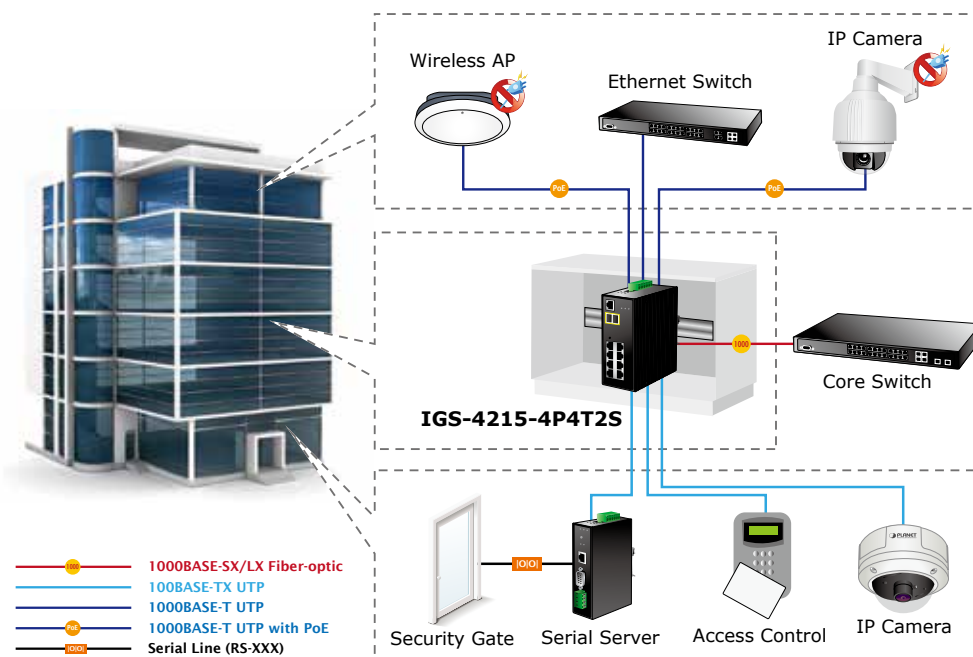 IP Camera
Wireless AP
Ethernet Switch
PoE
PoE
1000
Core Switch
IGS-4215-4P4T2S
PLANET
|O|O|
Security Gate
Serial Server
Access Control
IP Camera
1000
1000BASE-SX/LX Fiber-optic
100BASE-TX UTP
1000BASE-T UTP
PoE
1000BASE-T UTP with PoE
|O|O|
Serial Line (RS-XXX)